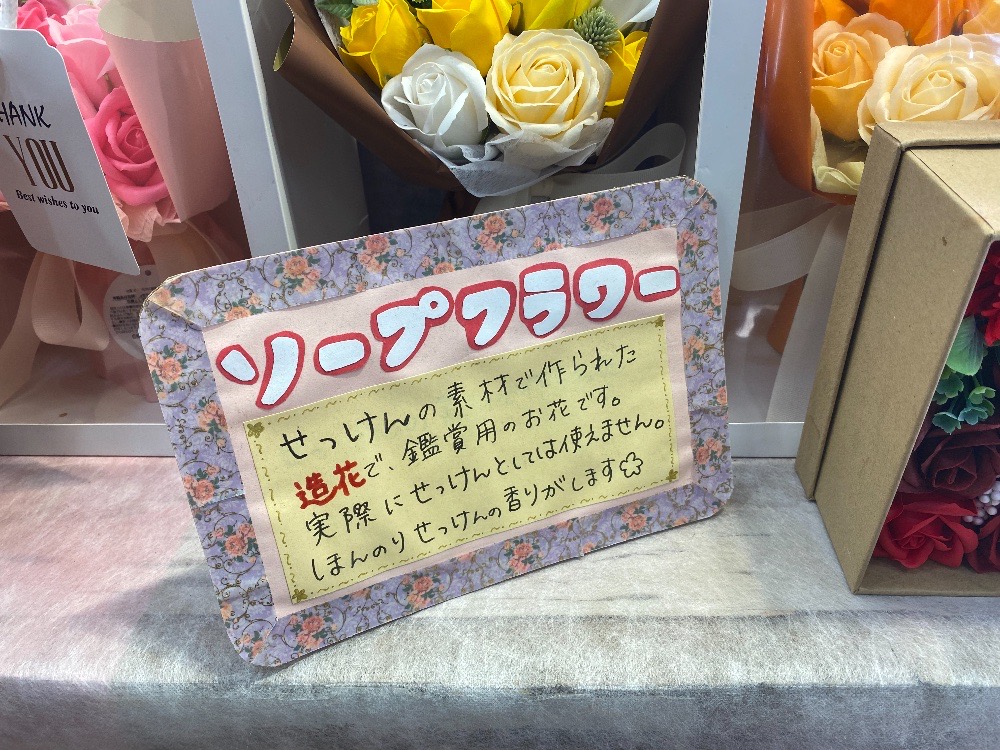 HANK
YOU
Best wishes to you
ソープフラワー
せっけんの素材で作られた
造花で、鑑賞用のお花です。
実際にせっけんとしては使えません。
ほんのりせっけんの香りがします